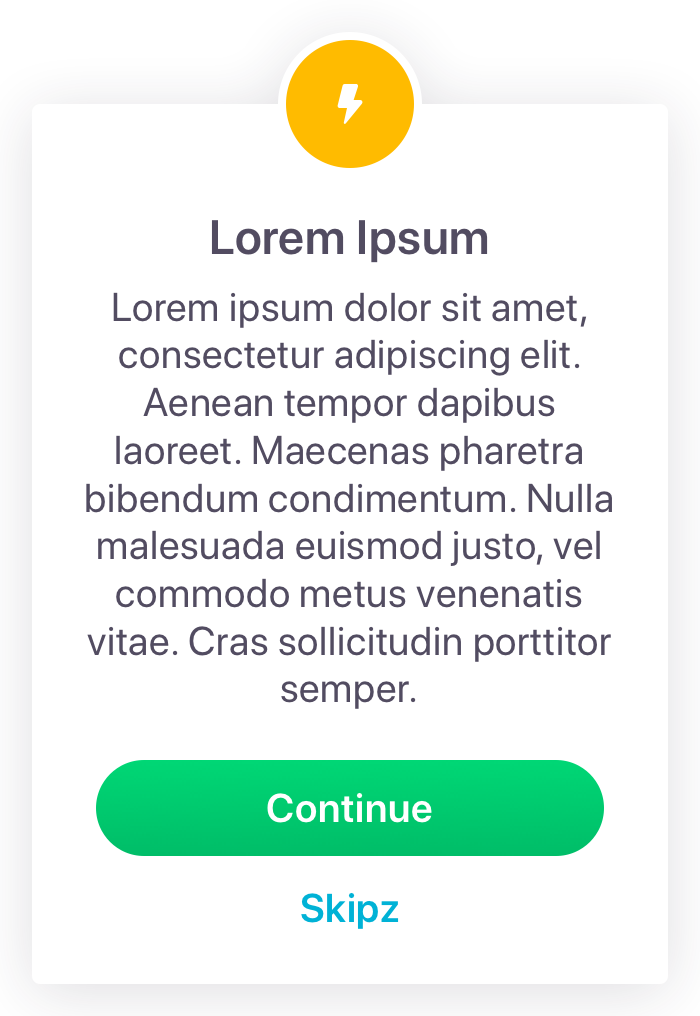 Lorem Ipsum
Lorem ipsum dolor sit amet,
consectetur adipiscing elit.
Aenean tempor dapibus
laoreet. Maecenas pharetra
bibendum condimentum. Nulla
malesuada euismod justo, vel
commodo metus venenatis
vitae. Cras sollicitudin porttitor
semper.
Continue
Skipz